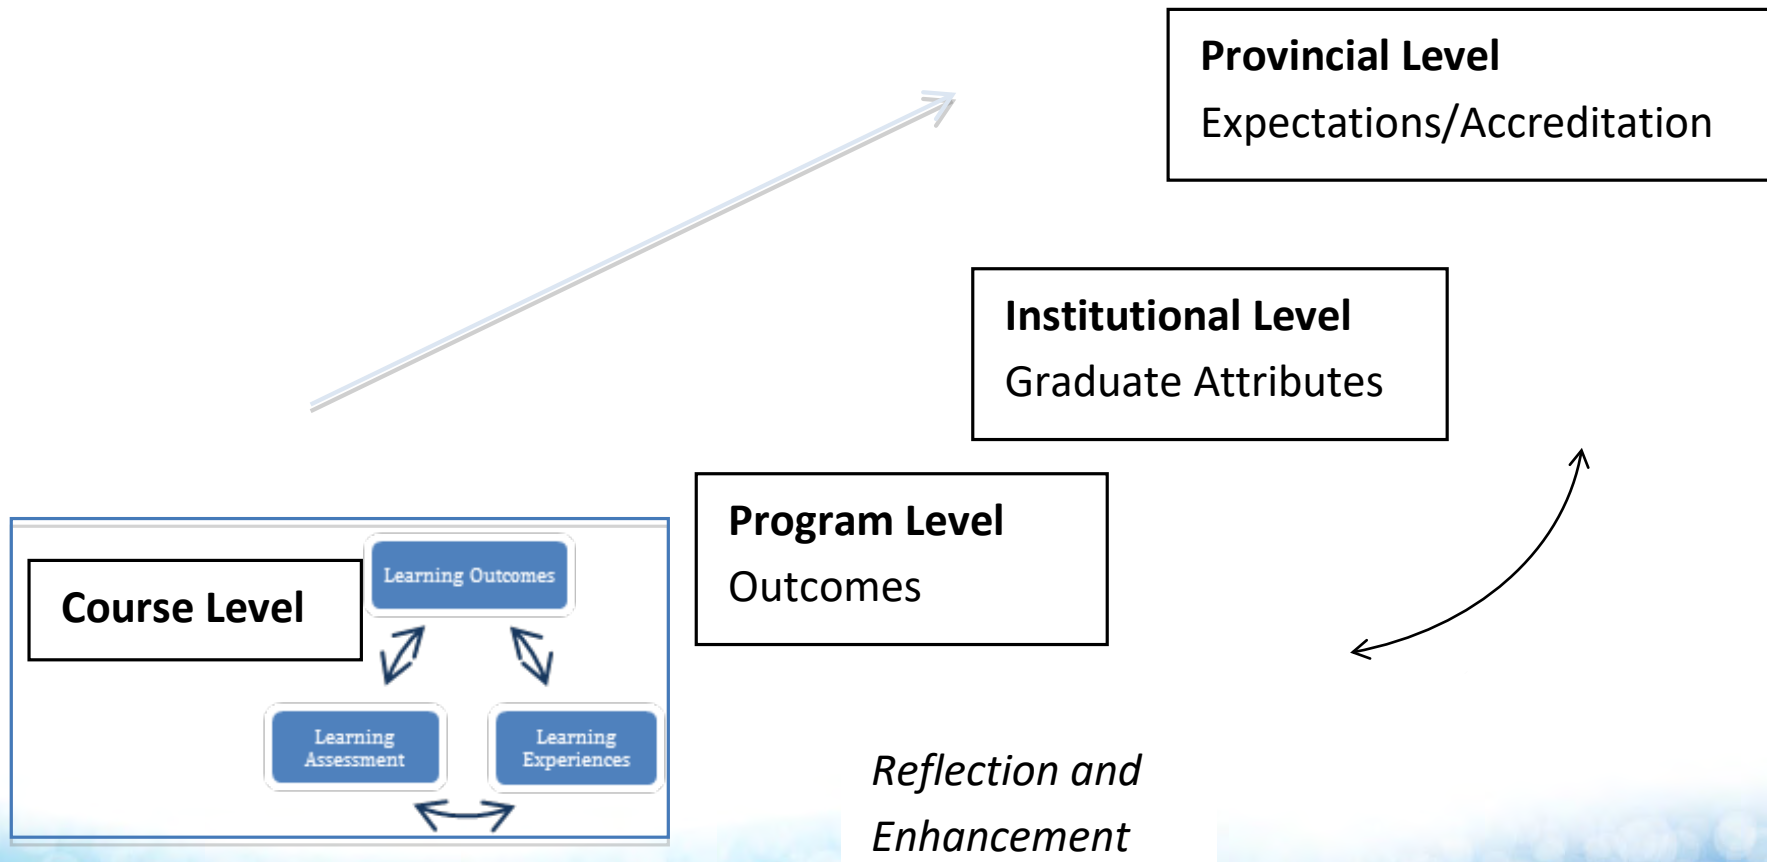 Provincial Level
Expectations/Accreditation
Institutional Level
Graduate Attributes
Program Level
Outcomes
Course Level
Learning Outcomes
Learning
Assessment
Learning
Experiences
Reflection and
Enhancement